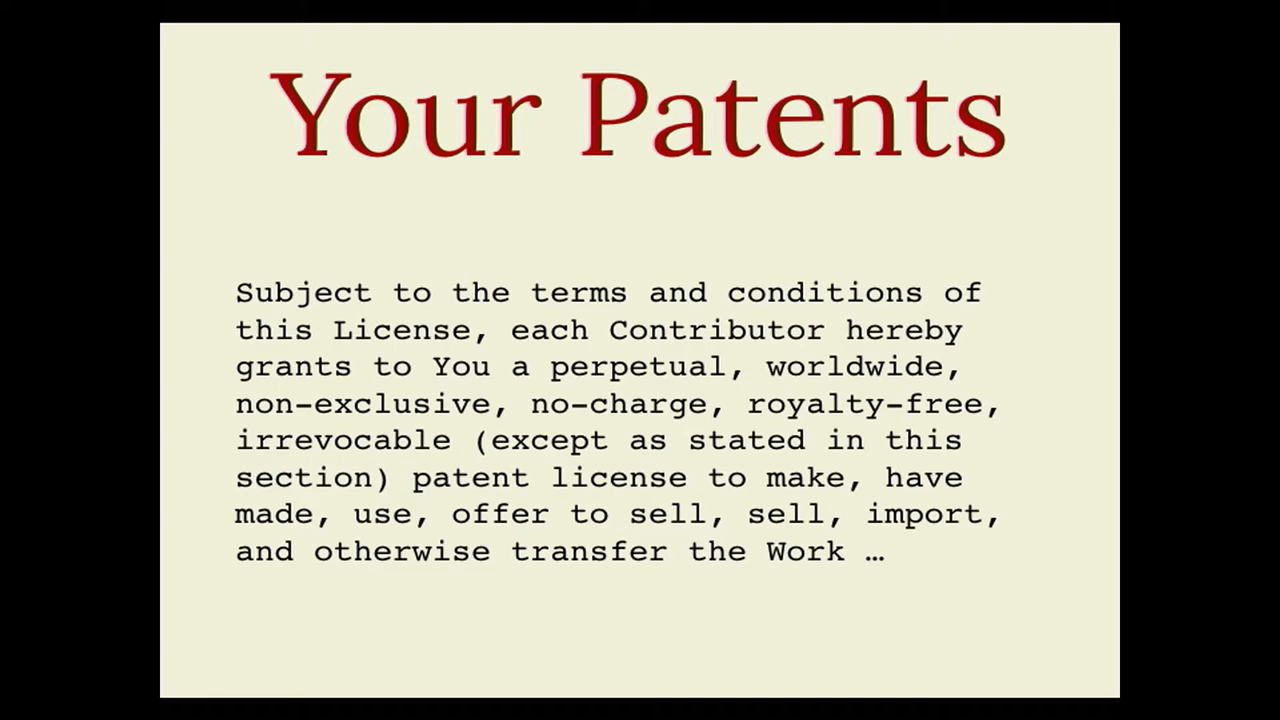 Your Patents
Subject to the terms and conditions of
this License, each Contributor hereby
grants to You a perpetual, worldwide,
non-exclusive, no-charge, royalty-free,
irrevocable (except as stated in this
section) patent license to make, have
made, use, offer to sell, sell, import,
and otherwise transfer the Work …